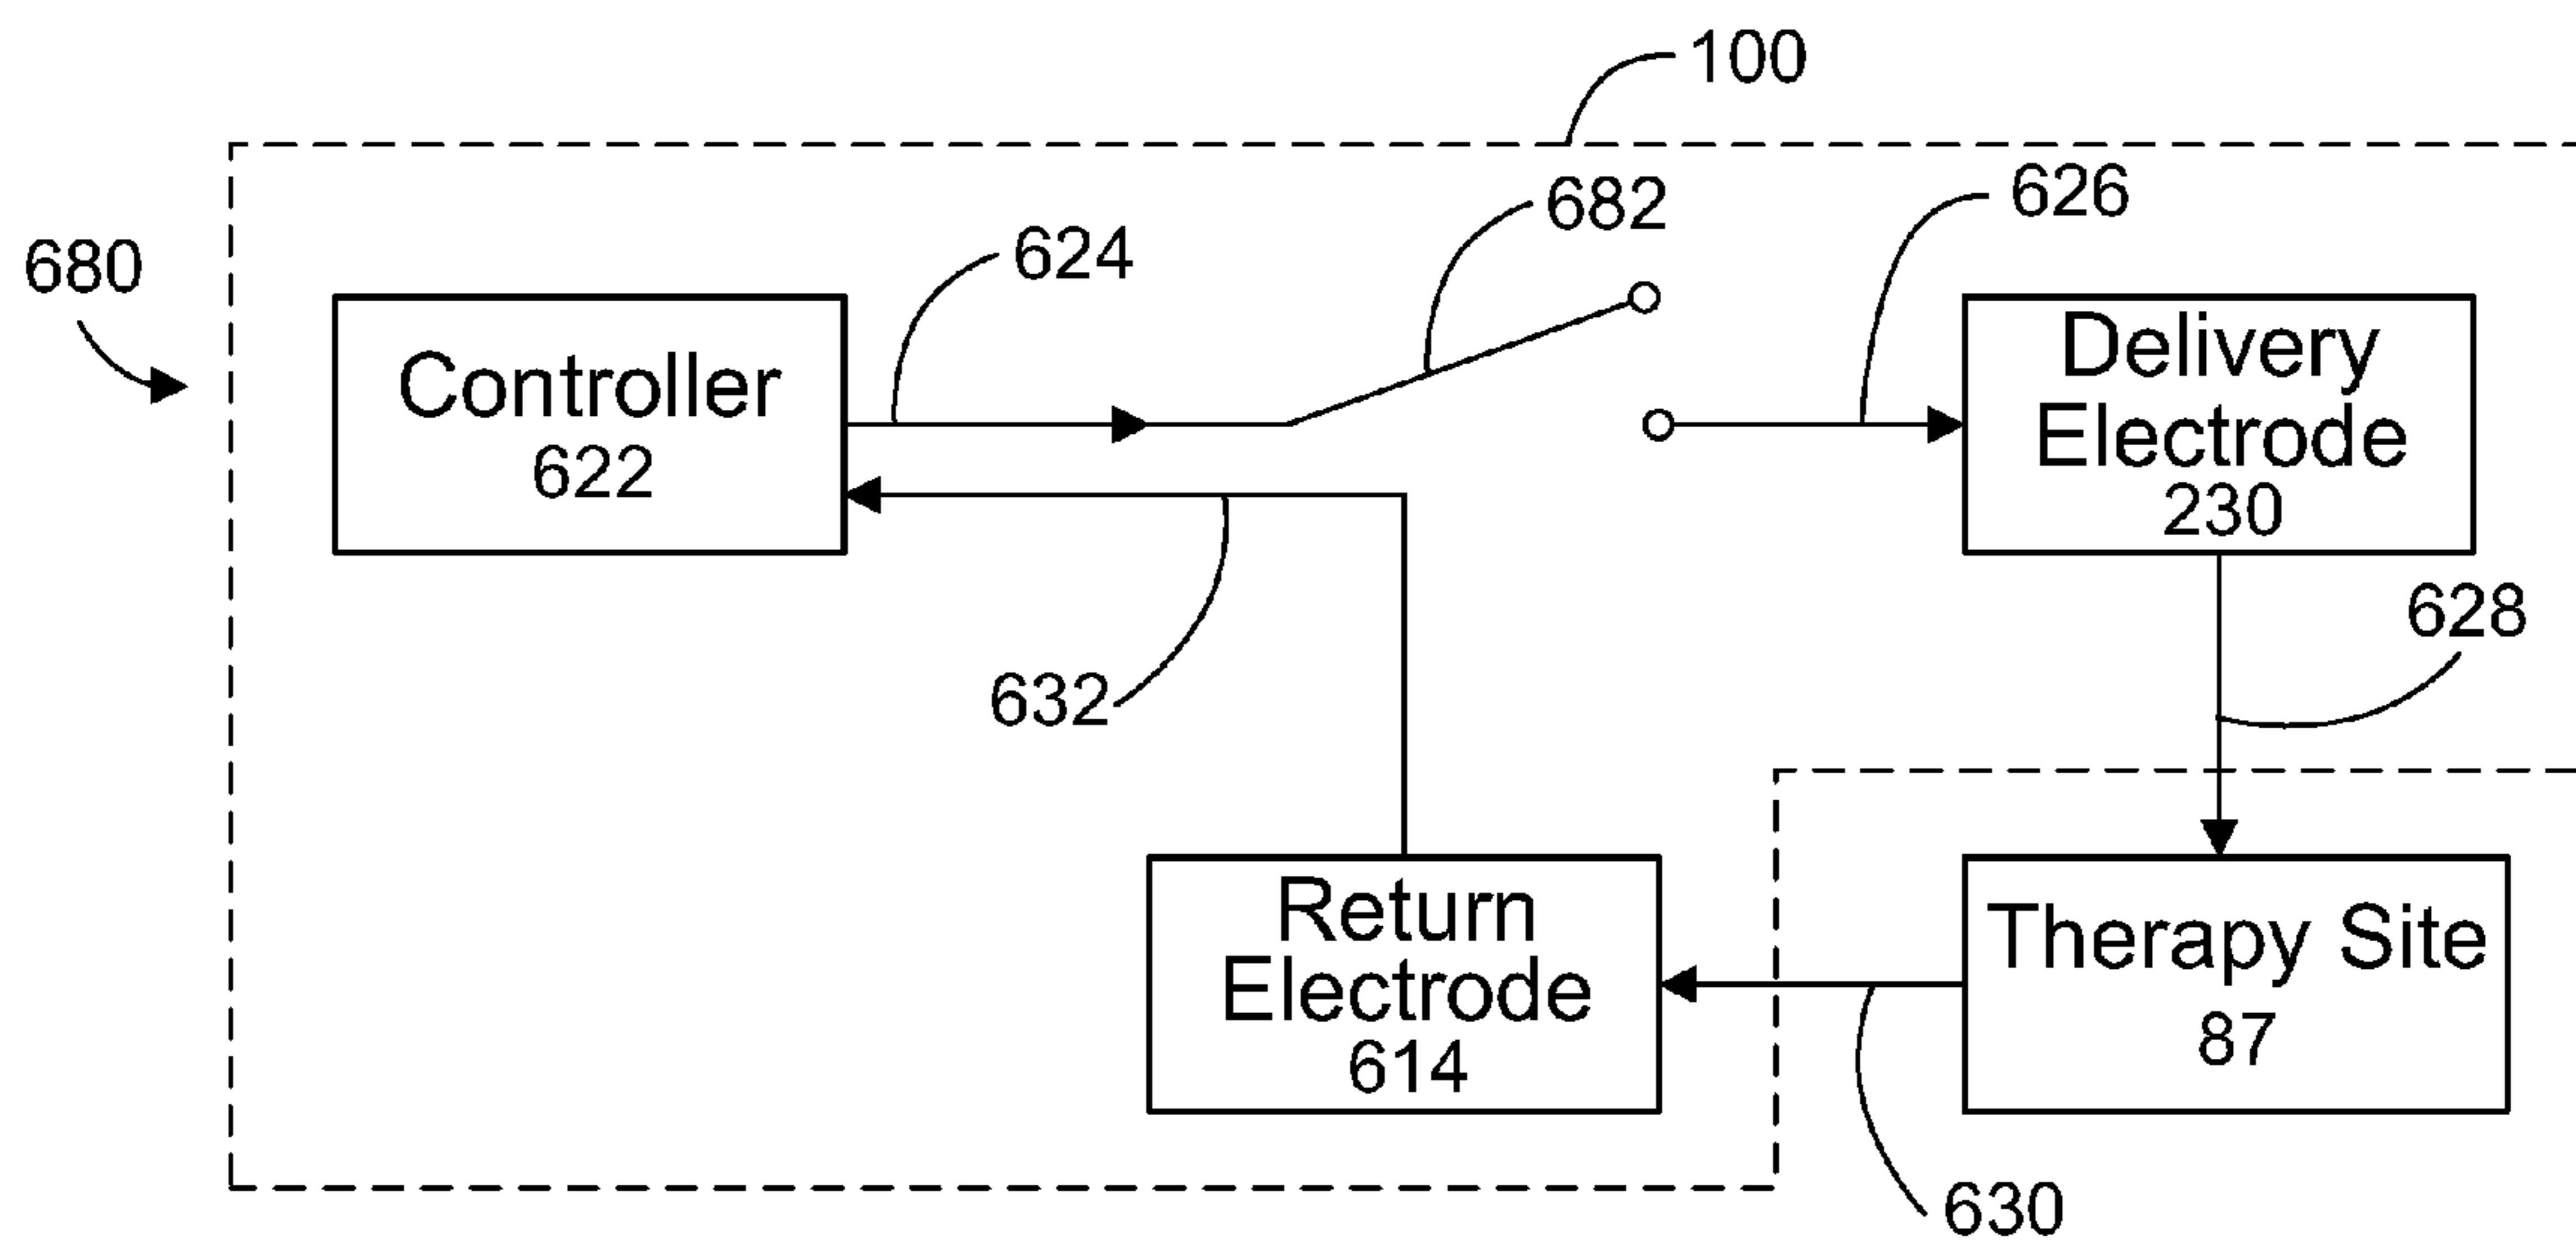 100
682
626
680
624
Controller
622
Delivery
Electrode
230
628
632
Return
Electrode
614
Therapy Site
87
630